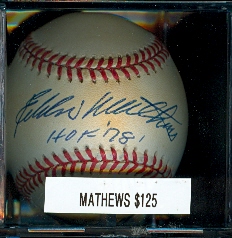 Eddie Mathews
HOF '78
MATHEWS $125